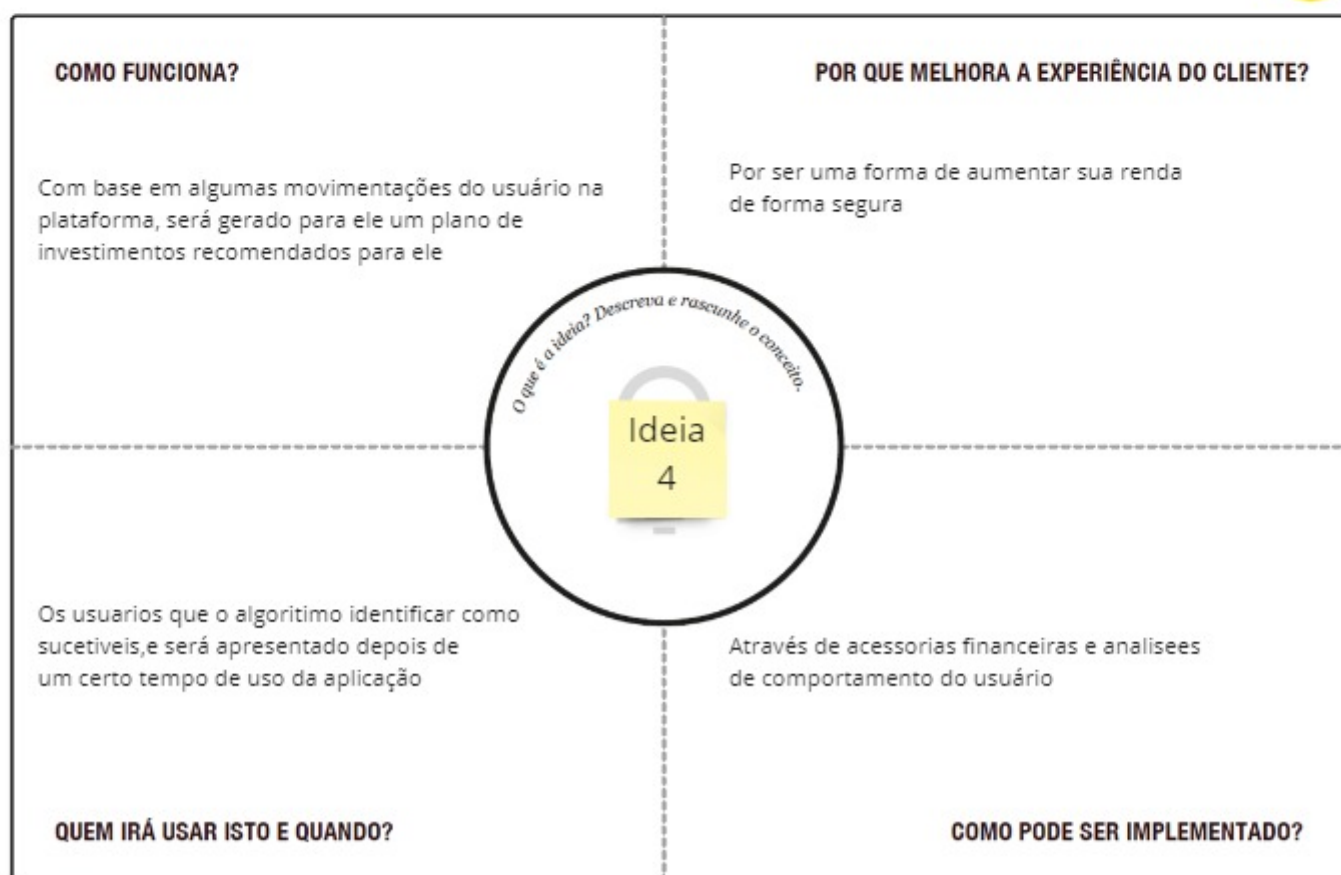 COMO FUNCIONA?
Com base em algumas movimentações do usuário na
plataforma, será gerado para ele um plano de
investimentos recomendados para ele
POR QUE MELHORA A EXPERIÊNCIA DO CLIENTE?
Por ser uma forma de aumentar sua renda
de forma segura
O que é a ideia? Descreva e rascunhe o conceito.
Ideia
4
Os usuarios que o algoritimo identificar como
sucetiveis,e será apresentado depois de
um certo tempo de uso da aplicação
QUEM IRÁ USAR ISTO E QUANDO?
Através de acessorias financeiras e analisees
de comportamento do usuário
COMO PODE SER IMPLEMENTADO?